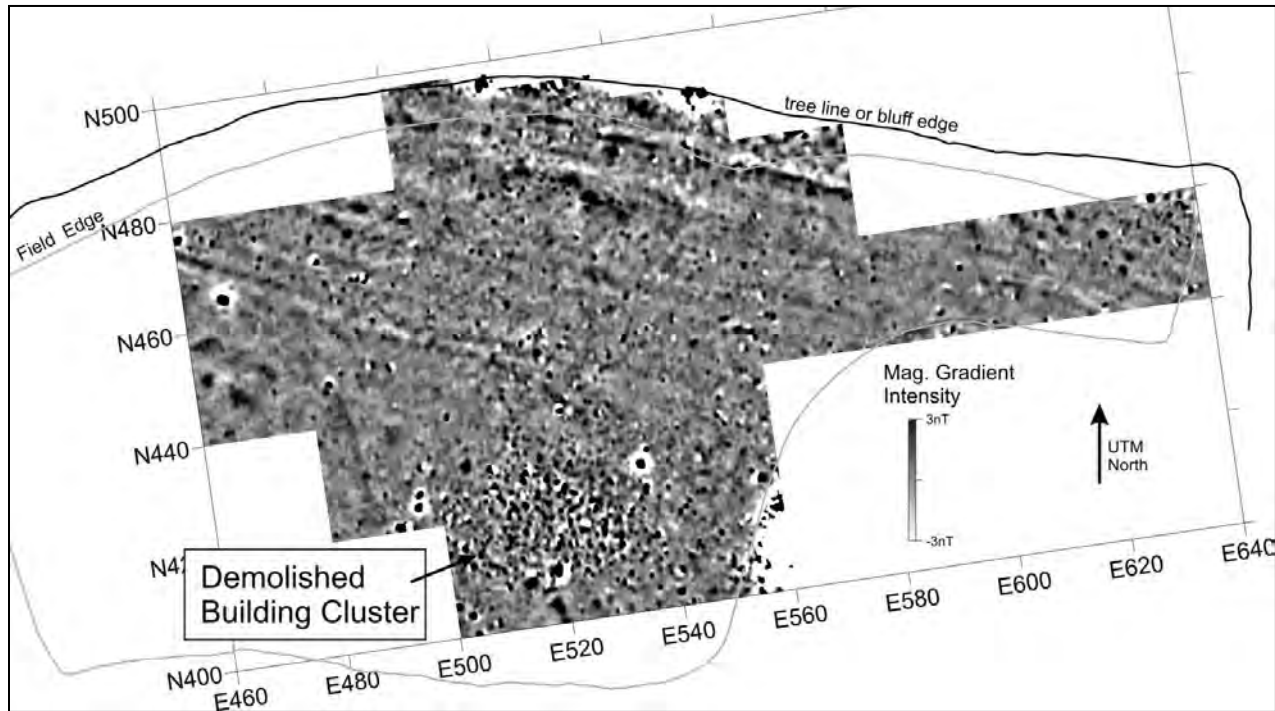 N500
tree line or bluff edge
Field Edge
N480
N460
Mag. Gradient
Intensity
3nT
-3nT
UTM
North
N440
N42
Demolished
Building Cluster
N400
E460
E480
E500
E520
E540
E560
E580
E600
E620
E640